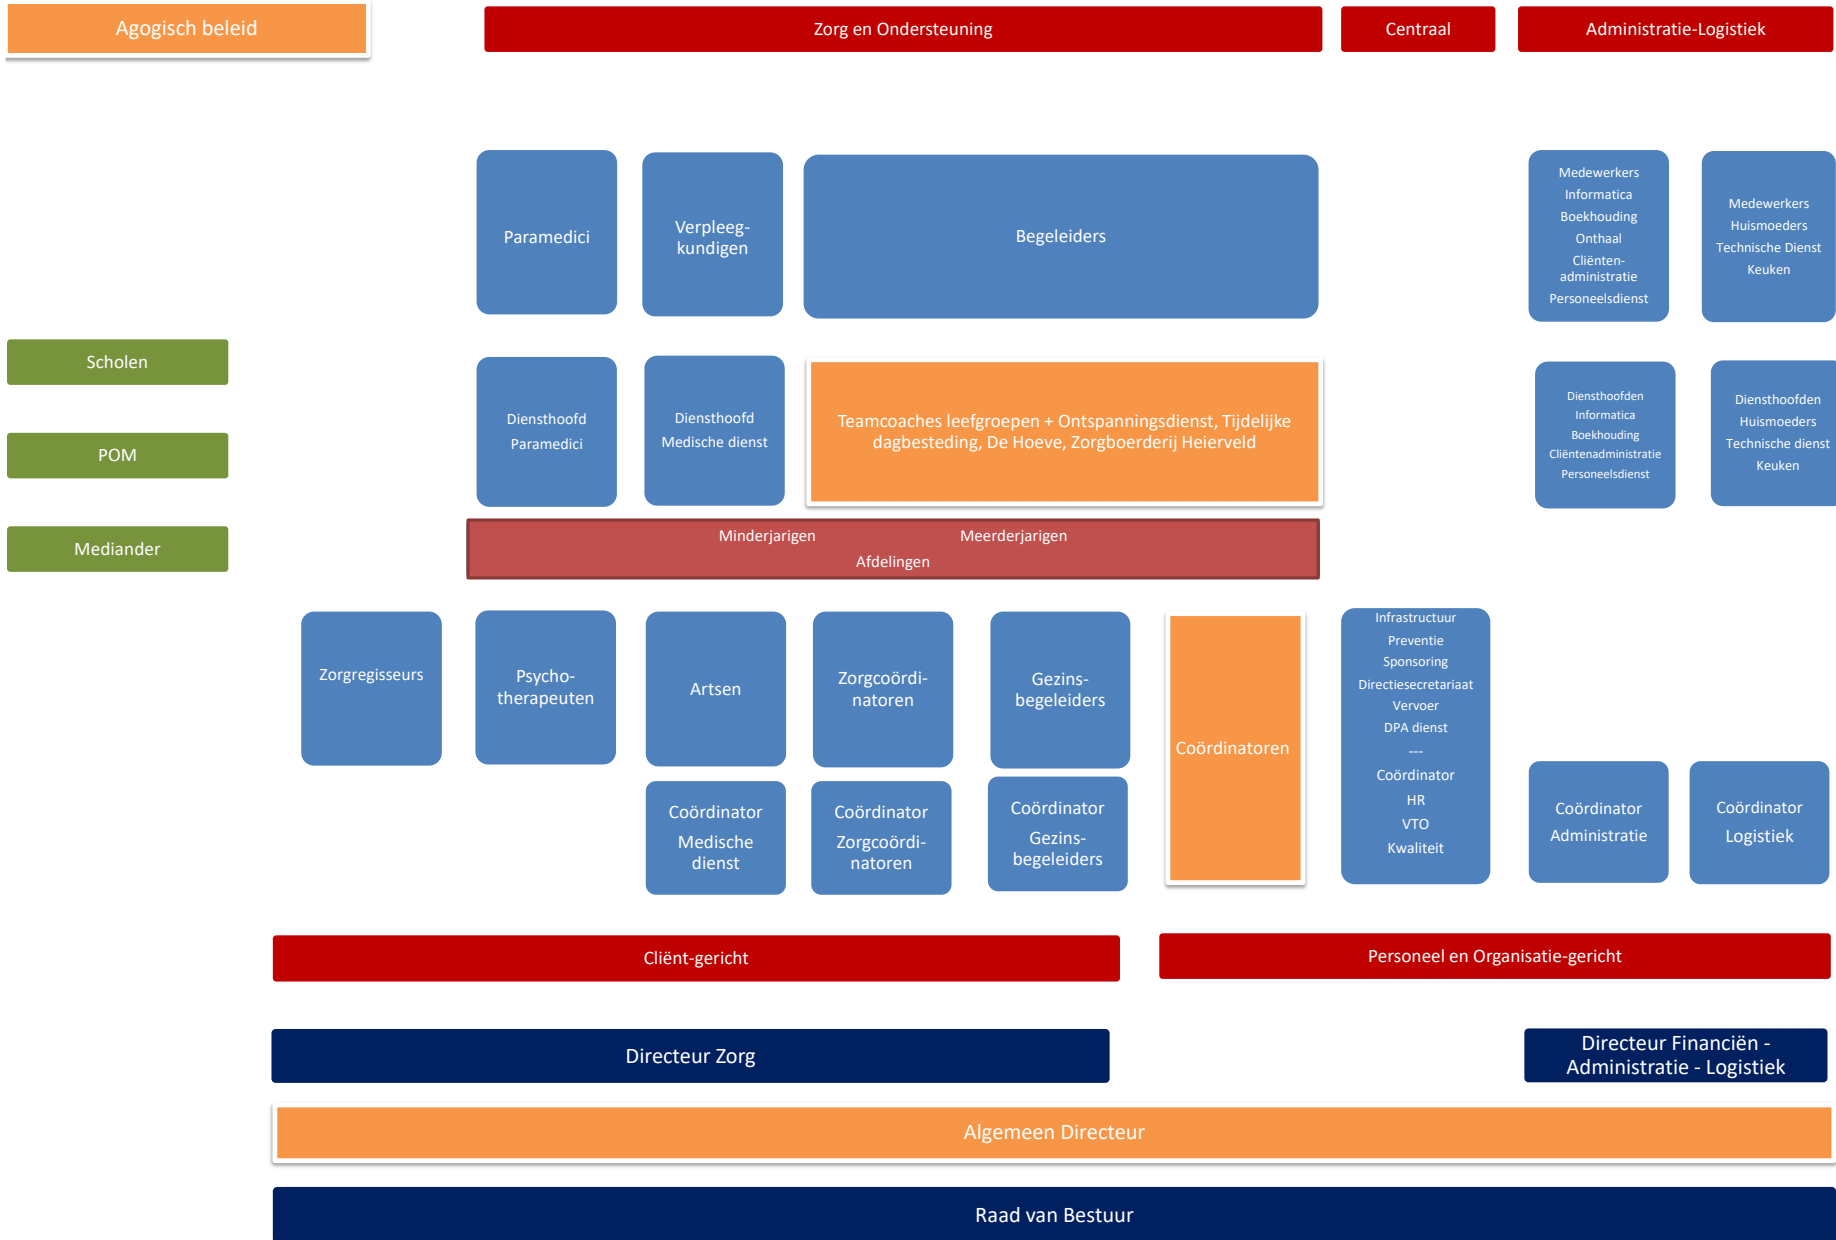 Agogisch beleid
Zorg en Ondersteuning
Centraal
Administratie-Logistiek
Paramedici
Verpleeg-
kundigen
Begeleiders
Medewerkers
Informatica
Boekhouding
Onthaal
Cliënten-
administratie
Personeelsdienst
Medewerkers
Huismoeders
Technische Dienst
Keuken
Scholen
POM
Mediander
Diensthoofd
Paramedici
Diensthoofd
Medische dienst
Teamcoaches leefgroepen + Ontspanningsdienst, Tijdelijke
dagbesteding, De Hoeve, Zorgboerderij Heierveld
Diensthoofden
Informatica
Boekhouding
Cliëntenadministratie
Personeelsdienst
Diensthoofden
Huismoeders
Technische dienst
Keuken
Minderjarigen Meerderjarigen
Afdelingen
Zorgregisseurs
Psycho-
therapeuten
Artsen
Zorgcoördi-
natoren
Gezins-
begeleiders
Coördinatoren
Infrastructuur
Preventie
Sponsoring
Directiesecretariaat
Vervoer
DPA dienst
---
Coördinator
HR
VTO
Kwaliteit
Coördinator
Medische
dienst
Coördinator
Zorgcoördi-
natoren
Coördinator
Gezins-
begeleiders
Coördinator
Administratie
Coördinator
Logistiek
Cliënt-gericht
Personeel en Organisatie-gericht
Directeur Zorg
Directeur Financiën -
Administratie - Logistiek
Algemeen Directeur
Raad van Bestuur